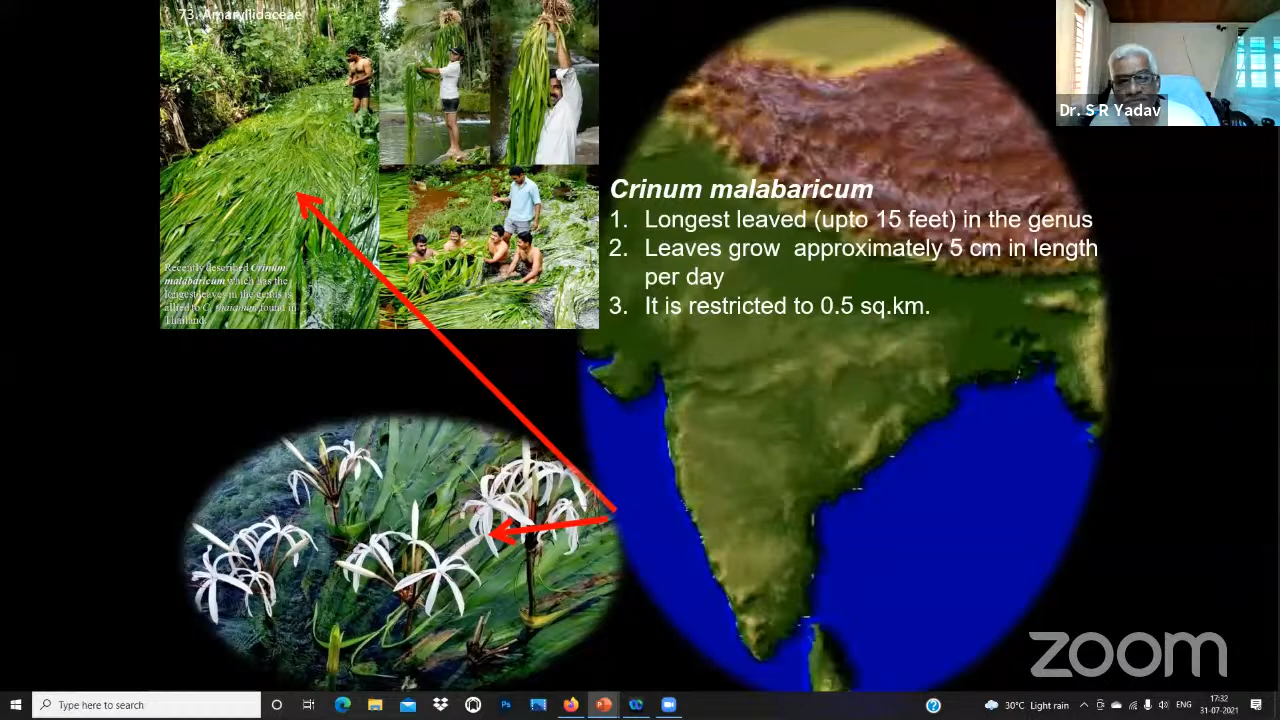 73. Amaryllidaceae
Dr. S R Yadav
Crinum malabaricum
1. Longest leaved (upto 15 feet) in the genus
2. Leaves grow approximately 5 cm in length
per day
3. It is restricted to 0.5 sq.km.
Recently described Crinum
malabaricum which has the
longest leaves in the genus is
allied to C. thaianum found in
Thailand.
zoom
Type here to search
Ps
30°C Light rain
ENG
17:32
31-07-2021